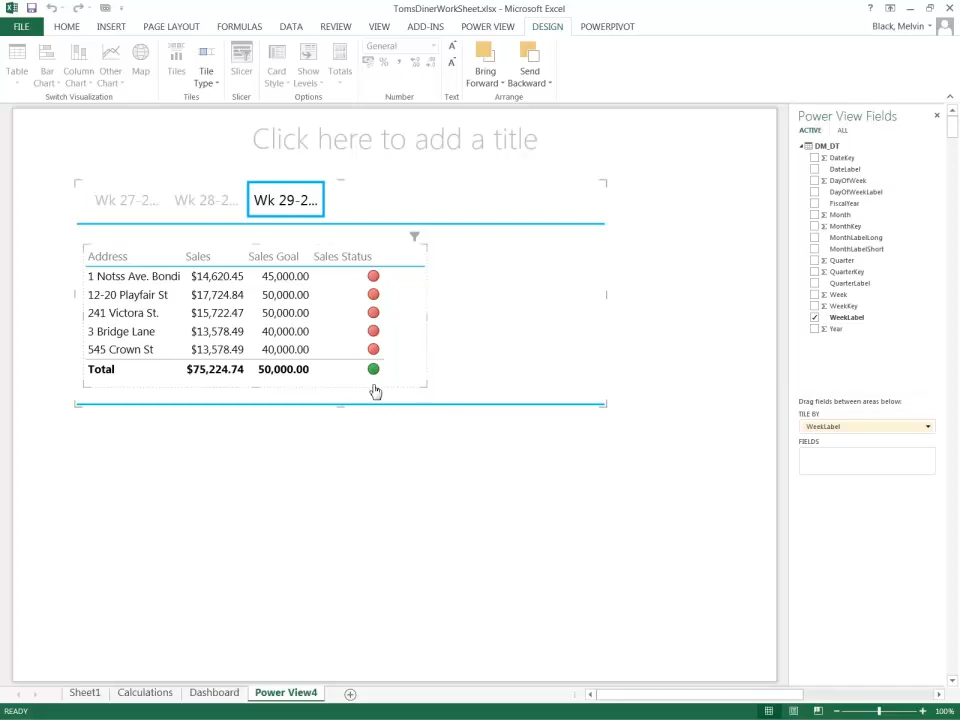 TomsDinerWorkSheet.xlsx - Microsoft Excel
FILE HOME INSERT PAGE LAYOUT FORMULAS DATA REVIEW VIEW ADD-INS POWER VIEW DESIGN POWERPIVOT
Black, Melvin
Table Bar Chart Column Chart Other Chart Map Tiles Tile Type Slicer Card Style Show Levels Totals General Bring Forward Send Backward
Switch Visualization Tiles Slicer Options Number Text Arrange
Click here to add a title
Wk 27-2... Wk 28-2... Wk 29-2...
Address Sales Sales Goal Sales Status
1 Notss Ave. Bondi $14,620.45 45,000.00
12-20 Playfair St $17,724.84 50,000.00
241 Victora St. $15,722.47 50,000.00
3 Bridge Lane $13,578.49 40,000.00
545 Crown St $13,578.49 40,000.00
Total $75,224.74 50,000.00
Power View Fields
ACTIVE ALL
DM_DT
Σ DateKey
DateLabel
Σ DayOfWeek
DayOfWeekLabel
FiscalYear
Σ Month
Σ MonthKey
MonthLabelLong
MonthLabelShort
Σ Quarter
Σ QuarterKey
QuarterLabel
Σ Week
Σ WeekKey
WeekLabel
Σ Year
Drag fields between areas below:
TILE BY
WeekLabel
FIELDS
Sheet1 Calculations Dashboard Power View4
READY
100%